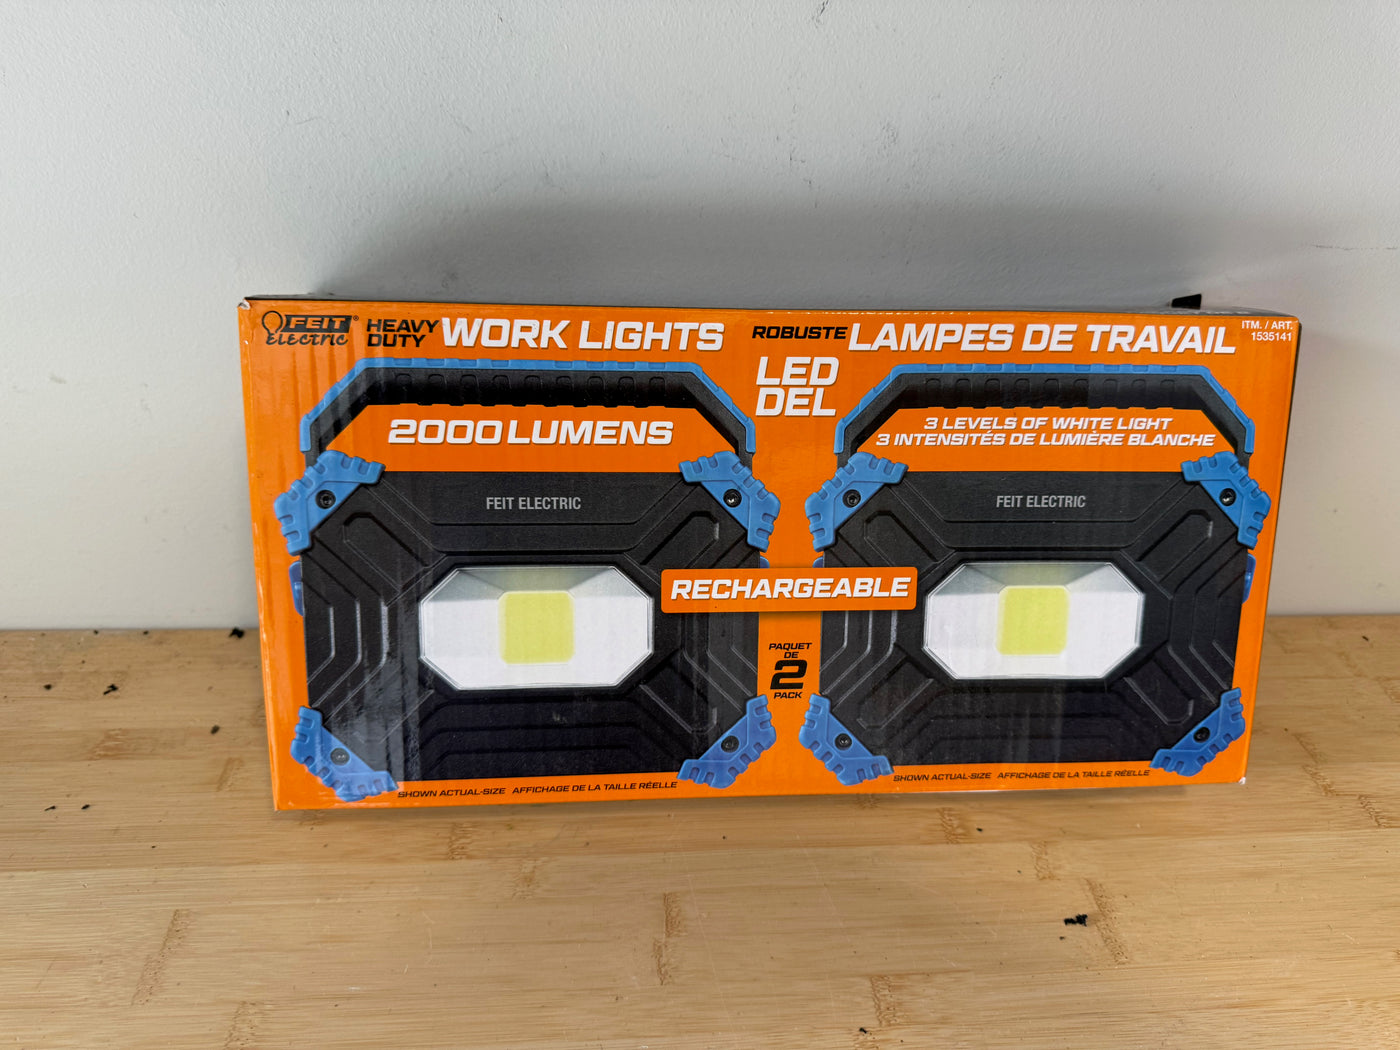 FEIT
ELECTRIC
HEAVY
DUTY
WORK LIGHTS
ROBUSTE LAMPES DE TRAVAIL
ITM. / ART.
1535141
LED
DEL
2000 LUMENS
3 LEVELS OF WHITE LIGHT
3 INTENSITÉS DE LUMIÈRE BLANCHE
FEIT ELECTRIC
FEIT ELECTRIC
RECHARGEABLE
PAQUET
DE
2
PACK
SHOWN ACTUAL-SIZE AFFICHAGE DE LA TAILLE RÉELLE
SHOWN ACTUAL-SIZE AFFICHAGE DE LA TAILLE RÉELLE